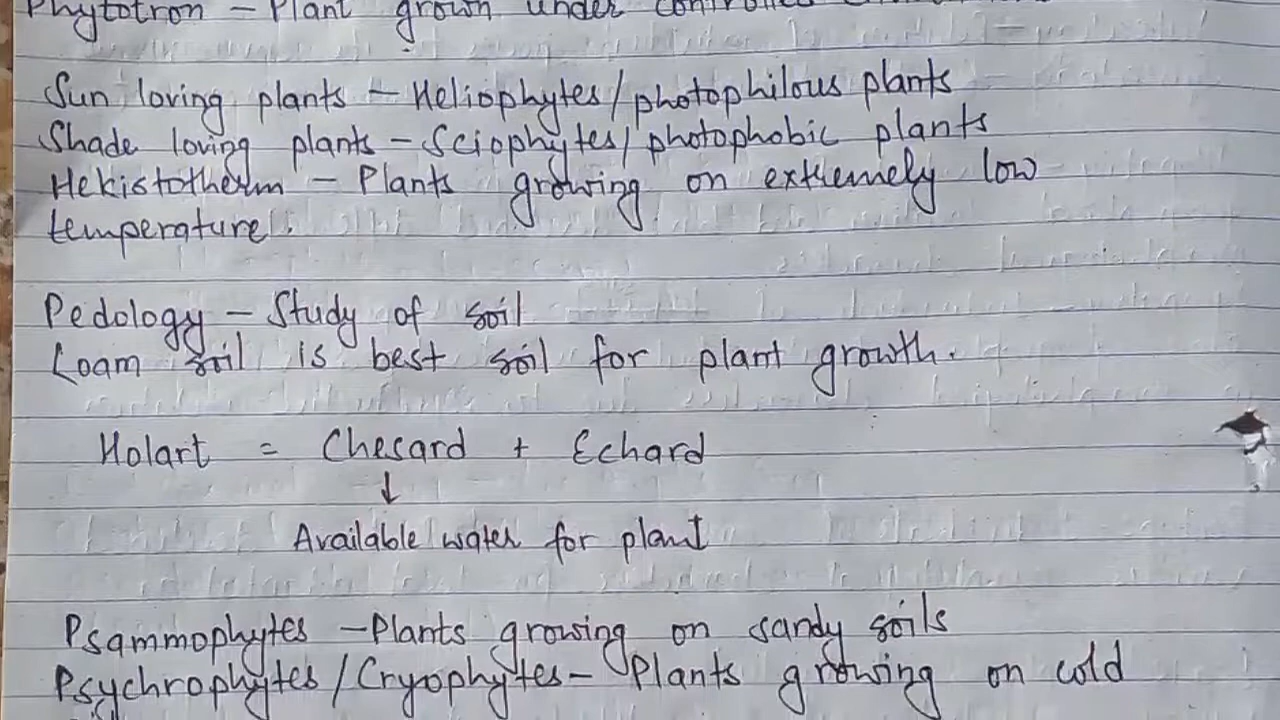 Phytotron - Plant grown under controlled
Sun loving plants - Heliophytes/photophilous plants
Shade loving plants - Sciophytes/photophobic plants
Hekistotherm - Plants growing on extremely low
temperature.
Pedology - Study of soil
Loam soil is best soil for plant growth.
Holart = Chesard + Echard
↓
Available water for plant
Psammophytes - Plants growing on sandy soils
Psychrophytes/Cryophytes - Plants growing on cold